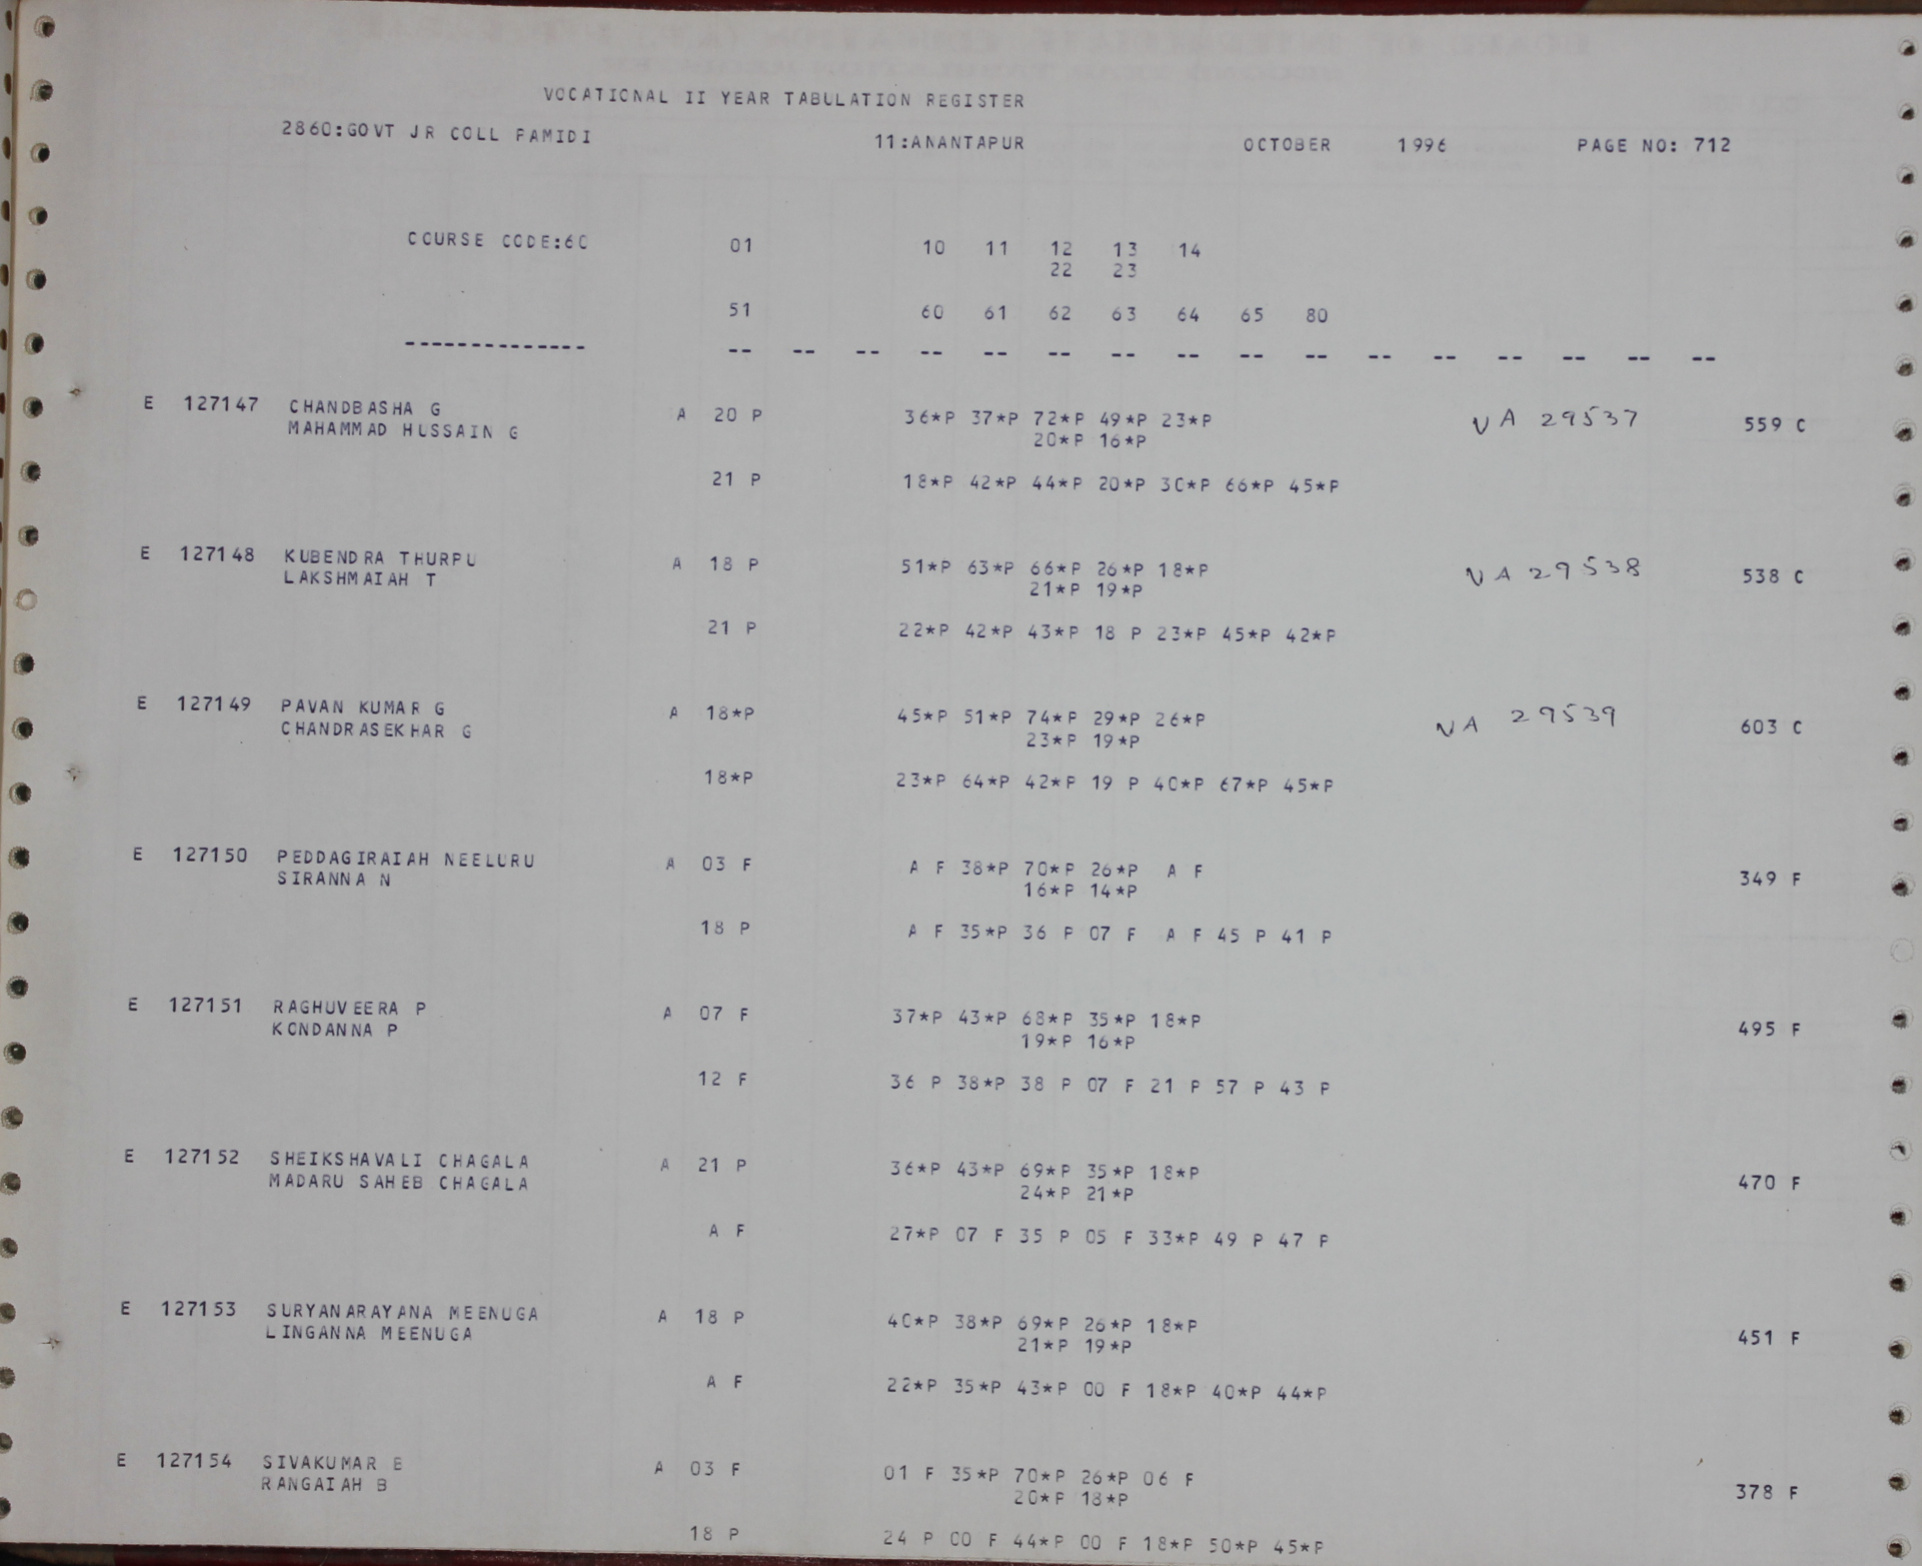 VOCATIONAL II YEAR TABULATION REGISTER
2860:GOVT JR COLL PAMIDI 11:ANANTAPUR OCTOBER 1996 PAGE NO: 712
COURSE CODE:60 01 10 11 12 13 14
22 23
51 60 61 62 63 64 65 80
-------------- -- -- -- -- -- -- -- -- -- -- -- -- -- -- -- --
E 127147 CHANDBASHA G A 20 P 36*P 37*P 72*P 49*P 23*P VA 29537 559 C
MAHAMMAD HUSSAIN G 20*P 16*P
21 P 18*P 42*P 44*P 20*P 30*P 66*P 45*P
E 127148 KUBENDRA THURPU A 18 P 51*P 63*P 66*P 26*P 18*P VA 29538 538 C
LAKSHMAIAH T 21*P 19*P
21 P 22*P 42*P 43*P 18 P 23*P 45*P 42*P
E 127149 PAVAN KUMAR G A 18*P 45*P 51*P 74*P 29*P 26*P VA 29539 603 C
CHANDRASEKHAR G 23*P 19*P
18*P 23*P 64*P 42*P 19 P 40*P 67*P 45*P
E 127150 PEDDAGIRAIAH NEELURU A 03 F A F 38*P 70*P 26*P A F 349 F
SIRANNA N 16*P 14*P
18 P A F 35*P 36 P 07 F A F 45 P 41 P
E 127151 RAGHUVEERA P A 07 F 37*P 43*P 68*P 35*P 18*P 495 F
KONDANNA P 19*P 16*P
12 F 36 P 38*P 38 P 07 F 21 P 57 P 43 P
E 127152 SHEIKSHAVALI CHAGALA A 21 P 36*P 43*P 69*P 35*P 18*P 470 F
MADARU SAHEB CHAGALA 24*P 21*P
A F 27*P 07 F 35 P 05 F 33*P 49 P 47 P
E 127153 SURYANARAYANA MEENUGA A 18 P 40*P 38*P 69*P 26*P 18*P 451 F
LINGANNA MEENUGA 21*P 19*P
A F 22*P 35*P 43*P 00 F 18*P 40*P 44*P
E 127154 SIVAKUMAR B A 03 F 01 F 35*P 70*P 26*P 06 F 378 F
RANGAIAH B 20*P 18*P
18 P 24 P 00 F 44*P 00 F 18*P 50*P 45*P